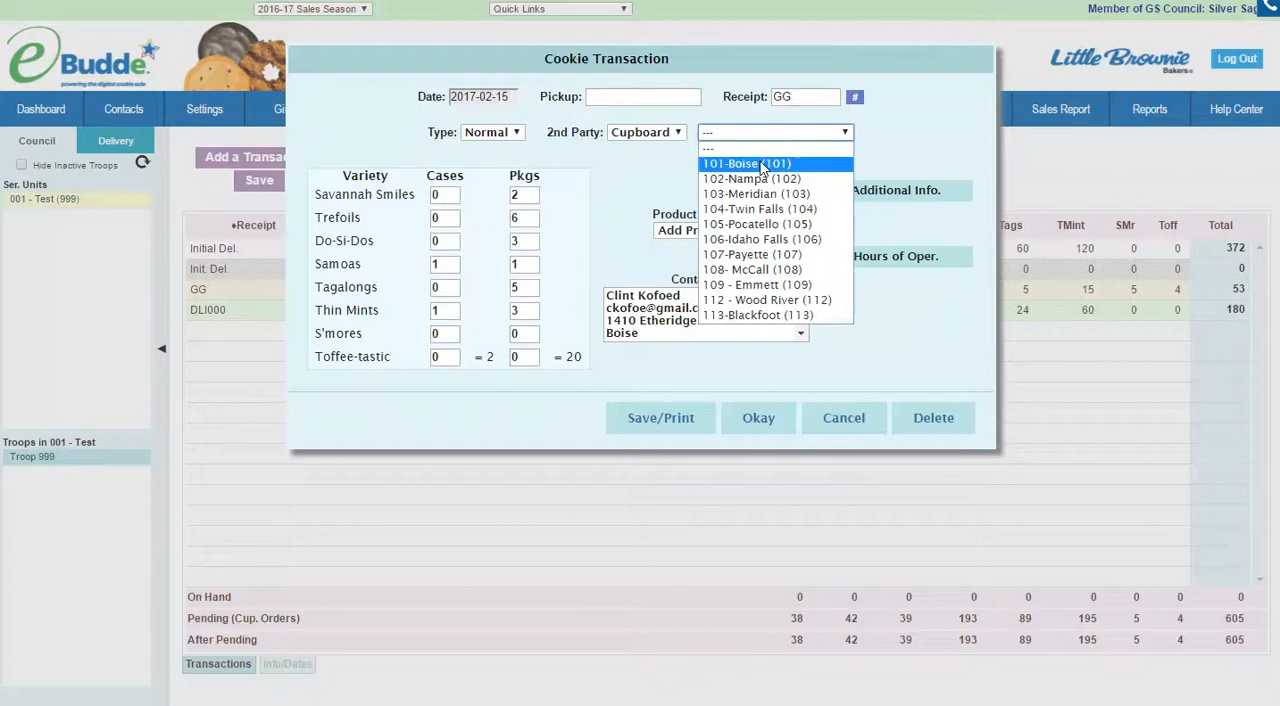 2016-17 Sales Season
Quick Links
Member of GS Council: Silver Sag
eBudde
powering the digital cookie sale
Little Brownie
Bakers
Log Out
Dashboard Contacts Settings Gi Sales Report Reports Help Center
Council Delivery
Hide Inactive Troops
Ser. Units
001 - Test (999)
Troops in 001 - Test
Troop 999
Add a Transac
Save
Cookie Transaction
Date: 2017-02-15 Pickup: Receipt: GG #
Type: Normal 2nd Party: Cupboard ---
---
101-Boise (101)
102-Nampa (102)
103-Meridian (103)
104-Twin Falls (104)
105-Pocatello (105)
106-Idaho Falls (106)
107-Payette (107)
108- McCall (108)
109 - Emmett (109)
112 - Wood River (112)
113-Blackfoot (113)
Variety Cases Pkgs
Savannah Smiles 0 2
Trefoils 0 6
Do-Si-Dos 0 3
Samoas 1 1
Tagalongs 0 5
Thin Mints 1 3
S'mores 0 0
Toffee-tastic 0 = 2 0 = 20
Product
Add Pr
Additional Info.
Hours of Oper.
Cont
Clint Kofoed
ckofoe@gmail.c
1410 Etheridge
Boise
Save/Print Okay Cancel Delete
♦Receipt Tags TMint SMr Toff Total
Initial Del. 60 120 0 0 372
Init. Del. 0 0 0 0 0
GG 5 15 5 4 53
DLI000 24 60 0 0 180
On Hand 0 0 0 0 0 0 0 0 0
Pending (Cup. Orders) 38 42 39 193 89 195 5 4 605
After Pending 38 42 39 193 89 195 5 4 605
Transactions Info/Dates